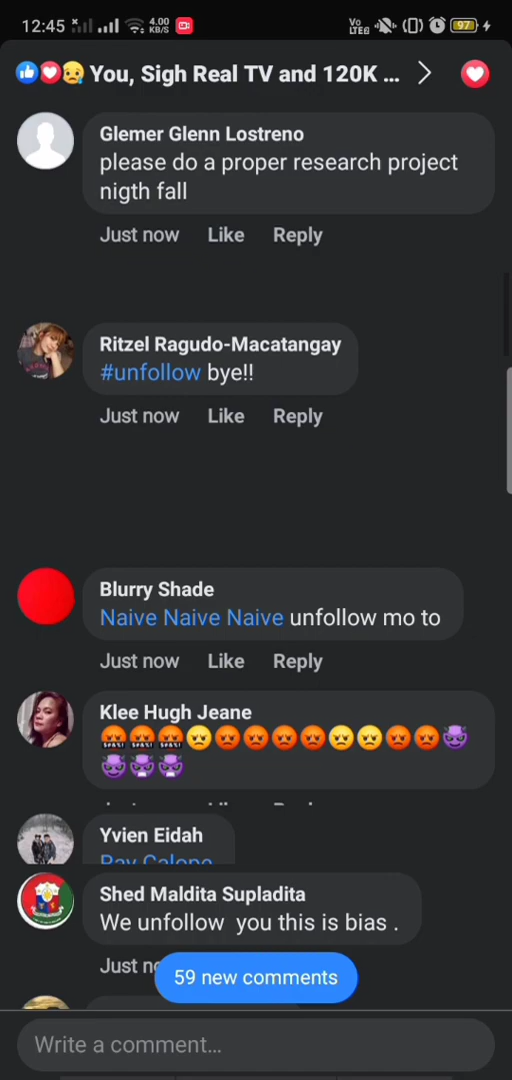 12:45 4.00 KB/S Vo LTE2 97
You, Sigh Real TV and 120K ...
Glemer Glenn Lostreno
please do a proper research project
nigth fall
Just now Like Reply
Ritzel Ragudo-Macatangay
#unfollow bye!!
Just now Like Reply
Blurry Shade
Naive Naive Naive unfollow mo to
Just now Like Reply
Klee Hugh Jeane
Yvien Eidah
Shed Maldita Supladita
We unfollow you this is bias .
Just
59 new comments
Write a comment...